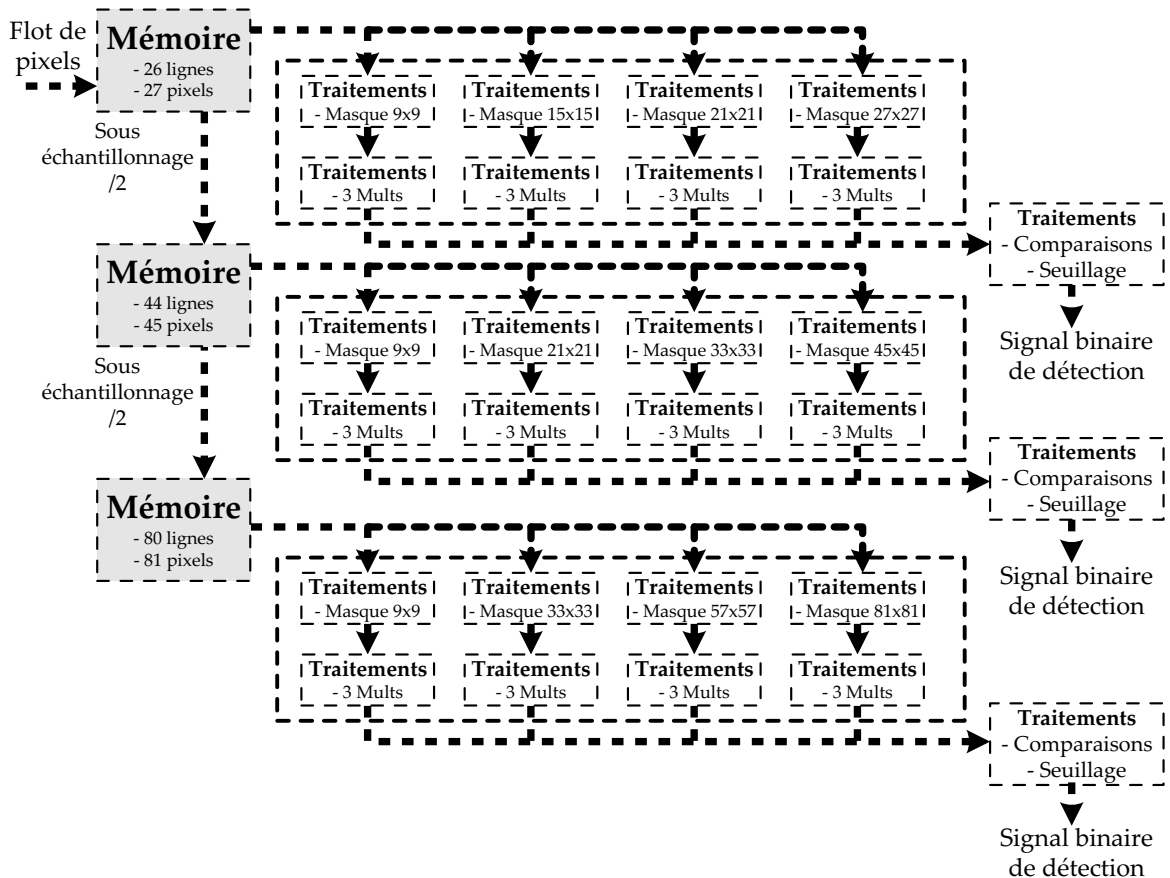 Flot de
pixels
Mémoire
- 26 lignes
- 27 pixels
Sous
échantillonnage
/2
Traitements
- Masque 9x9
Traitements
- Masque 15x15
Traitements
- Masque 21x21
Traitements
- Masque 27x27
Traitements
- 3 Mults
Traitements
- 3 Mults
Traitements
- 3 Mults
Traitements
- 3 Mults
Traitements
- Comparaisons
- Seuillage
Signal binaire
de détection
Mémoire
- 44 lignes
- 45 pixels
Sous
échantillonnage
/2
Traitements
- Masque 9x9
Traitements
- Masque 21x21
Traitements
- Masque 33x33
Traitements
- Masque 45x45
Traitements
- 3 Mults
Traitements
- 3 Mults
Traitements
- 3 Mults
Traitements
- 3 Mults
Traitements
- Comparaisons
- Seuillage
Signal binaire
de détection
Mémoire
- 80 lignes
- 81 pixels
Traitements
- Masque 9x9
Traitements
- Masque 33x33
Traitements
- Masque 57x57
Traitements
- Masque 81x81
Traitements
- 3 Mults
Traitements
- 3 Mults
Traitements
- 3 Mults
Traitements
- 3 Mults
Traitements
- Comparaisons
- Seuillage
Signal binaire
de détection